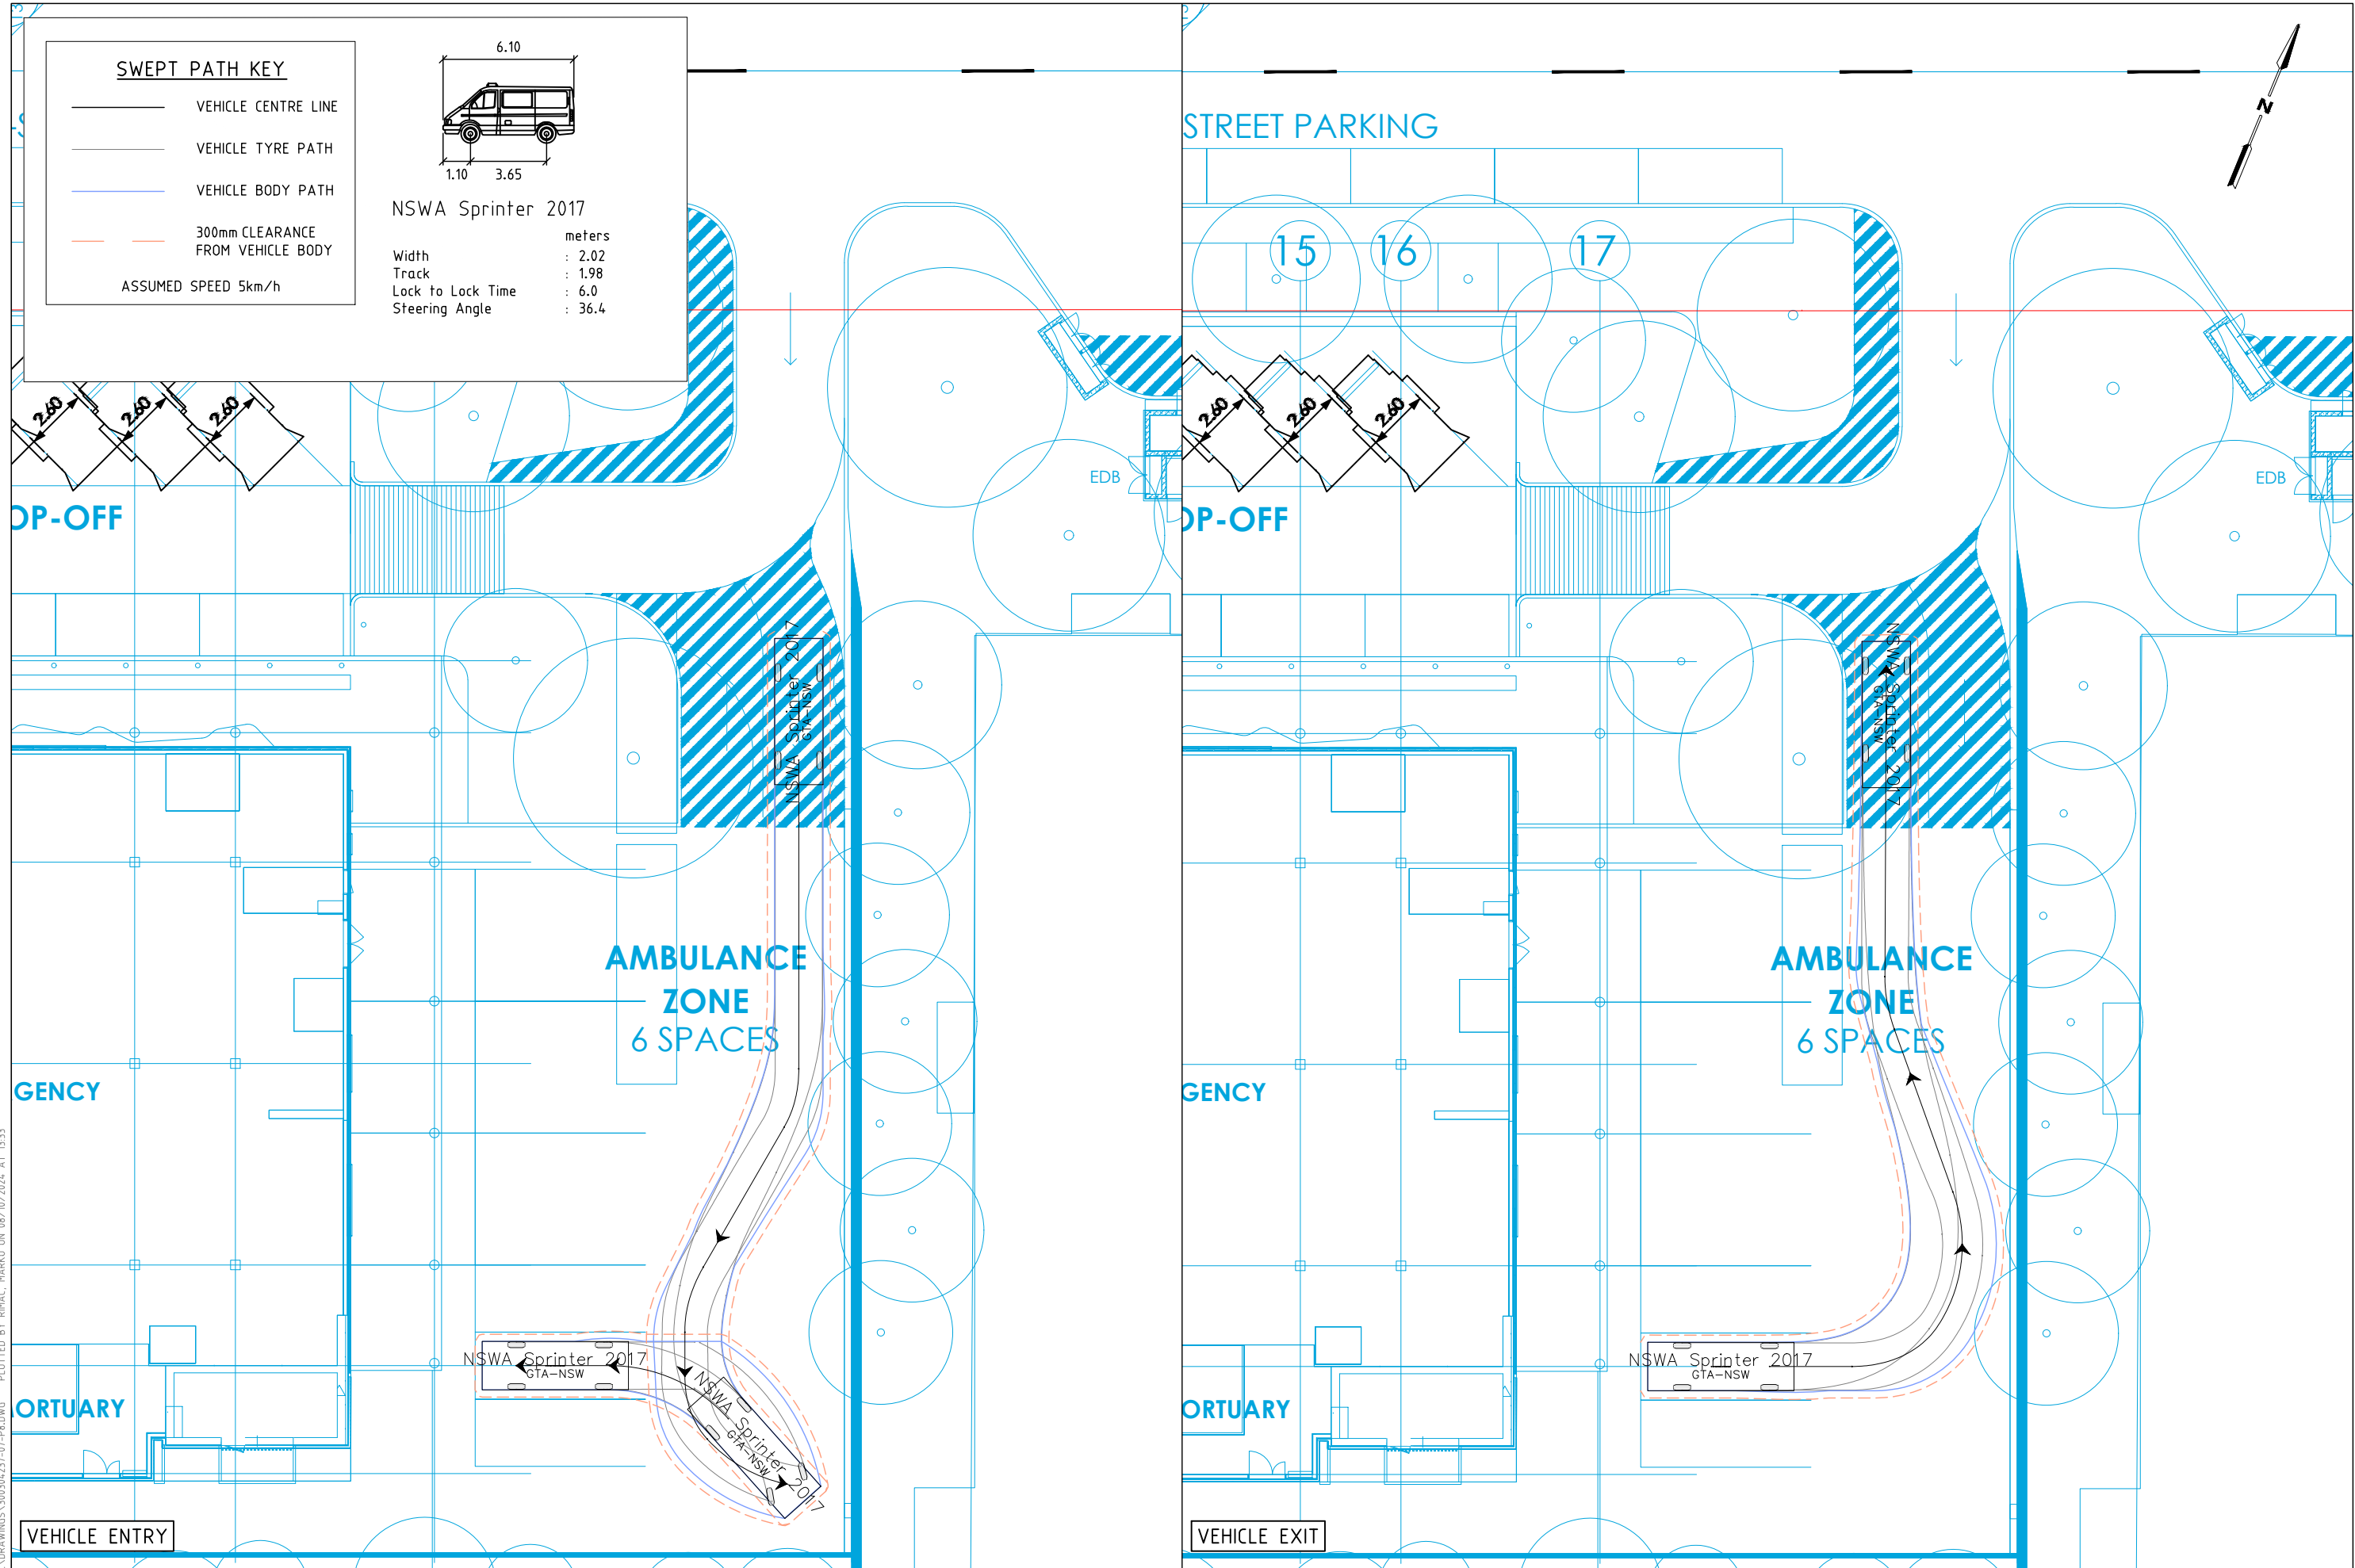 SWEPT PATH KEY
VEHICLE CENTRE LINE
VEHICLE TYRE PATH
VEHICLE BODY PATH
300mm CLEARANCE
FROM VEHICLE BODY
ASSUMED SPEED 5km/h
6.10
1.10 3.65
NSWA Sprinter 2017
meters
Width : 2.02
Track : 1.98
Lock to Lock Time : 6.0
Steering Angle : 36.4
2.60
2.60
2.60
OP-OFF
EDB
NSWA Sprinter 2017
GTA-NSW
AMBULANCE
ZONE
6 SPACES
GENCY
NSWA Sprinter 2017
GTA-NSW
NSWA Sprinter 2017
GTA-NSW
ORTUARY
VEHICLE ENTRY
N
STREET PARKING
15
16
17
2.60
2.60
2.60
OP-OFF
EDB
NSWA Sprinter 2017
GTA-NSW
AMBULANCE
ZONE
6 SPACES
GENCY
NSWA Sprinter 2017
GTA-NSW
ORTUARY
VEHICLE EXIT